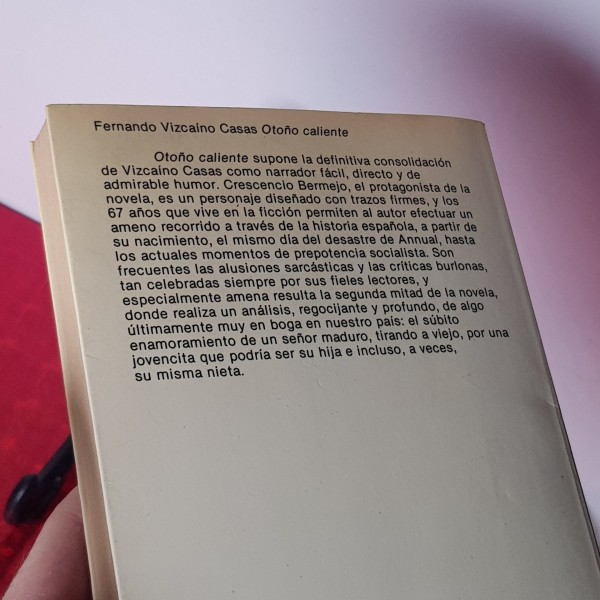 Fernando Vizcaíno Casas Otoño caliente
Otoño caliente supone la definitiva consolidación
de Vizcaíno Casas como narrador fácil, directo y de
admirable humor. Crescencio Bermejo, el protagonista de la
novela, es un personaje diseñado con trazos firmes, y los
67 años que vive en la ficción permiten al autor efectuar un
ameno recorrido a través de la historia española, a partir de
su nacimiento, el mismo día del desastre de Annual, hasta
los actuales momentos de prepotencia socialista. Son
frecuentes las alusiones sarcásticas y las críticas burlonas,
tan celebradas siempre por sus fieles lectores, y
especialmente amena resulta la segunda mitad de la novela,
donde realiza un análisis, regocijante y profundo, de algo
últimamente muy en boga en nuestro país: el súbito
enamoramiento de un señor maduro, tirando a viejo, por una
jovencita que podría ser su hija e incluso, a veces,
su misma nieta.